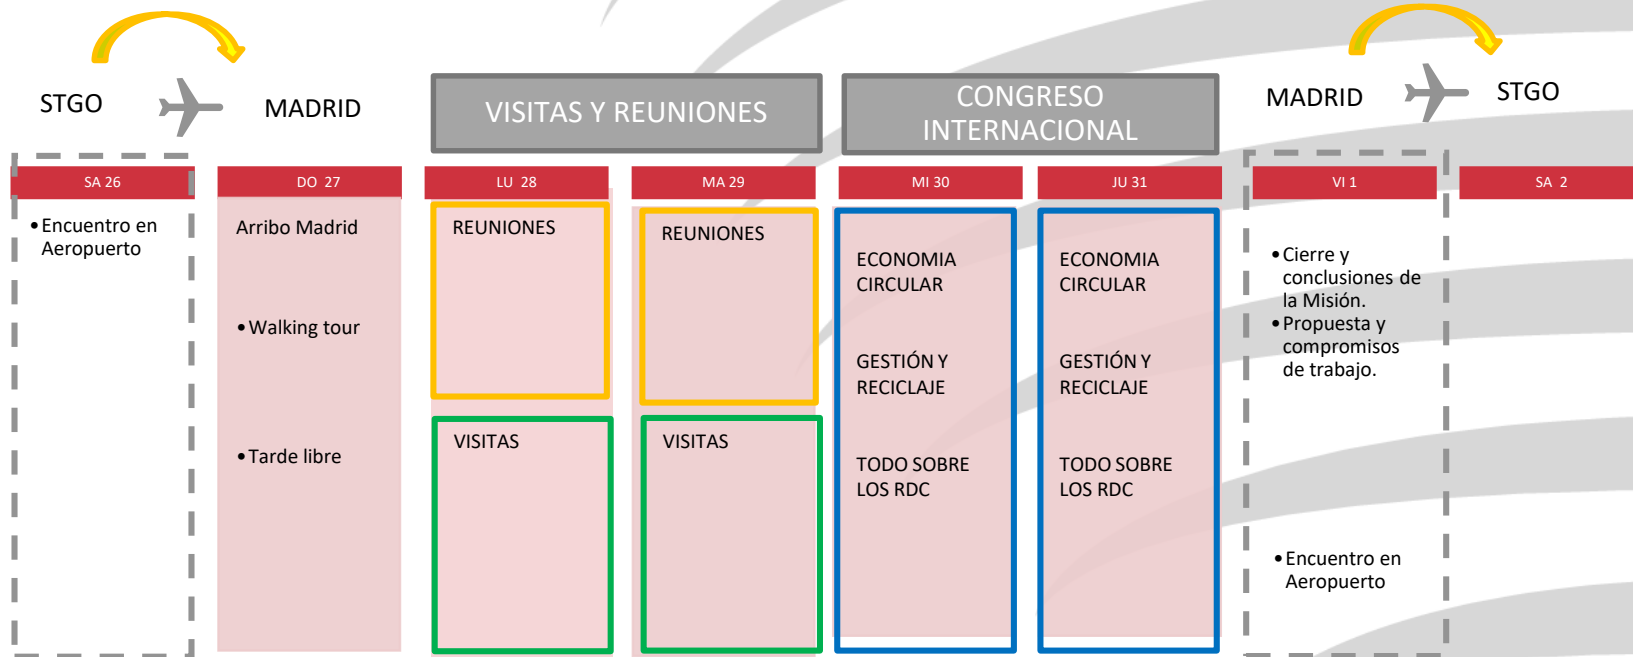 STGO
MADRID
VISITAS Y REUNIONES
CONGRESO
INTERNACIONAL
MADRID
STGO
SA 26
DO 27
LU 28
MA 29
MI 30
JU 31
VI 1
SA 2
•Encuentro en
Aeropuerto
Arribo Madrid
•Walking tour
•Tarde libre
REUNIONES
VISITAS
REUNIONES
VISITAS
ECONOMIA
CIRCULAR
GESTIÓN Y
RECICLAJE
TODO SOBRE
LOS RDC
ECONOMIA
CIRCULAR
GESTIÓN Y
RECICLAJE
TODO SOBRE
LOS RDC
•Cierre y
conclusiones de
la Misión.
•Propuesta y
compromisos
de trabajo.
•Encuentro en
Aeropuerto